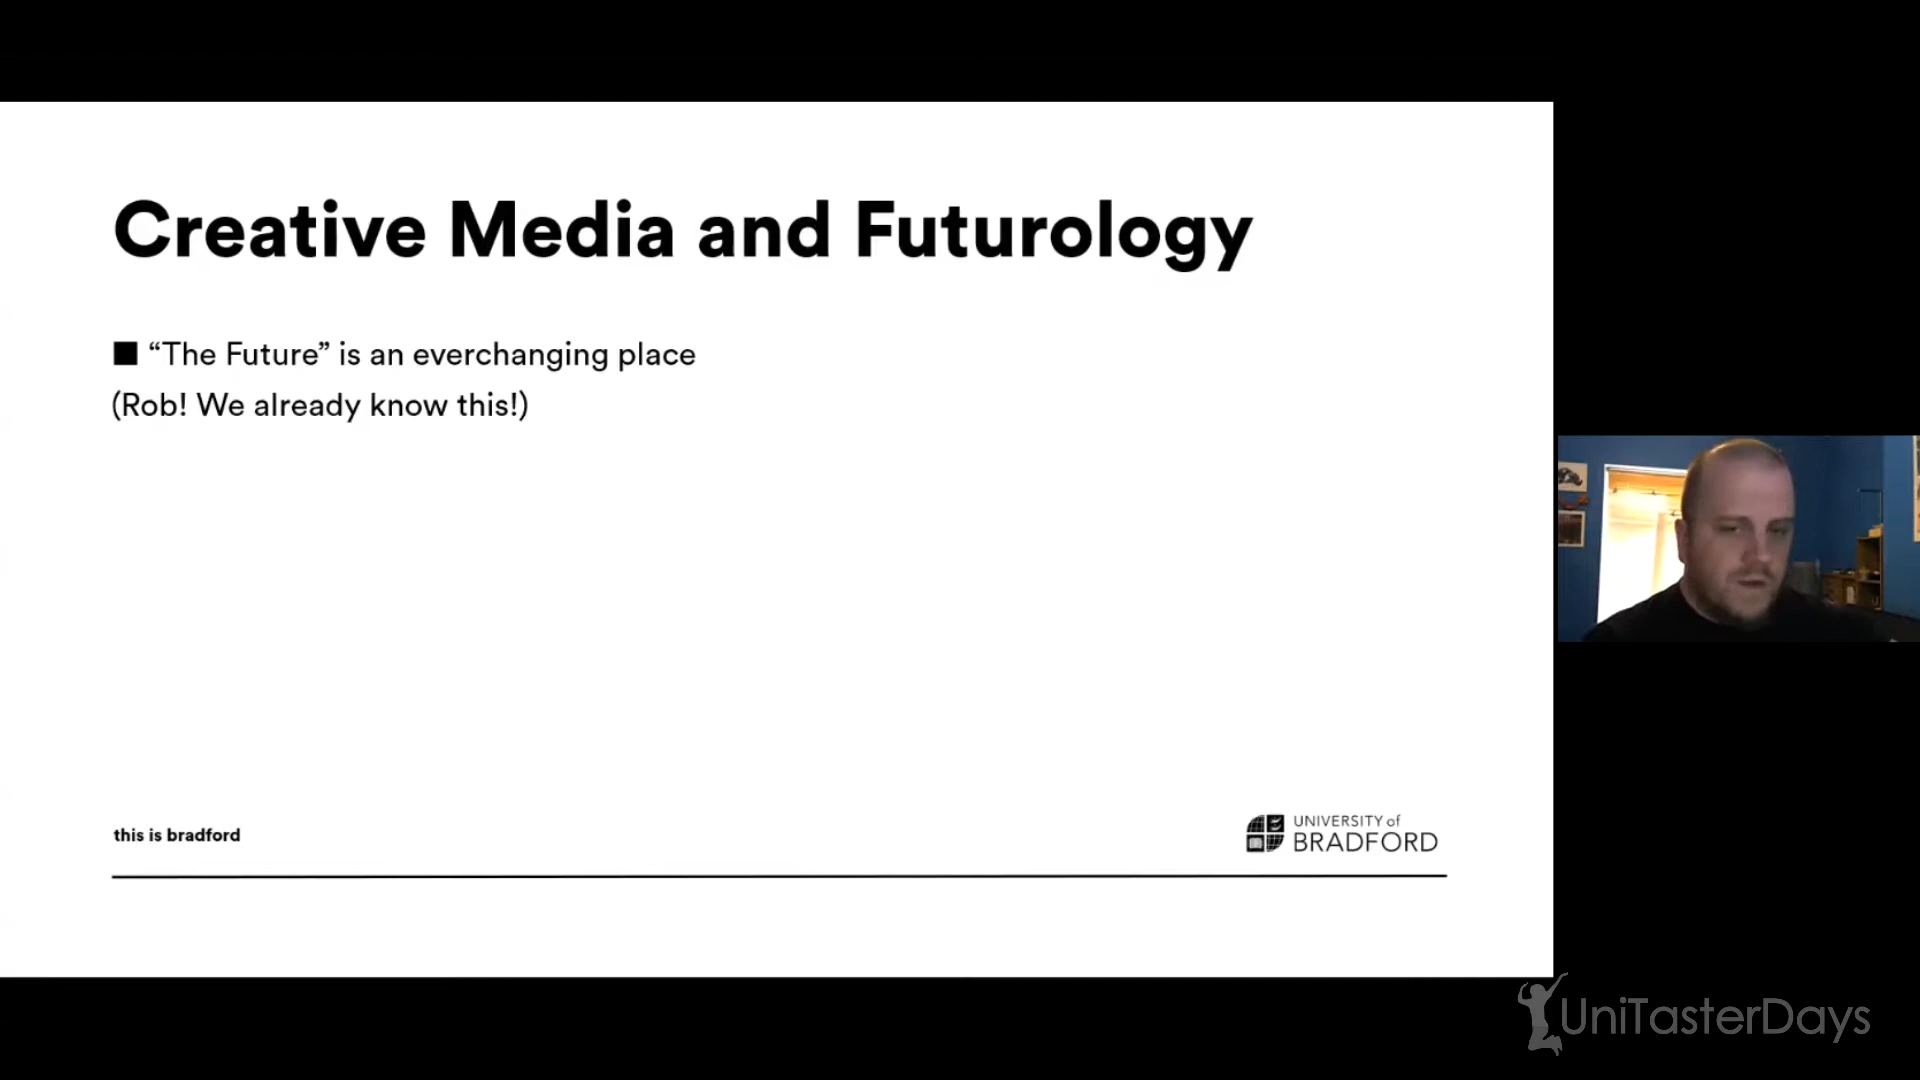 Creative Media and Futurology
“The Future” is an everchanging place
(Rob! We already know this!)
this is bradford
UNIVERSITY of
BRADFORD
UniTasterDays